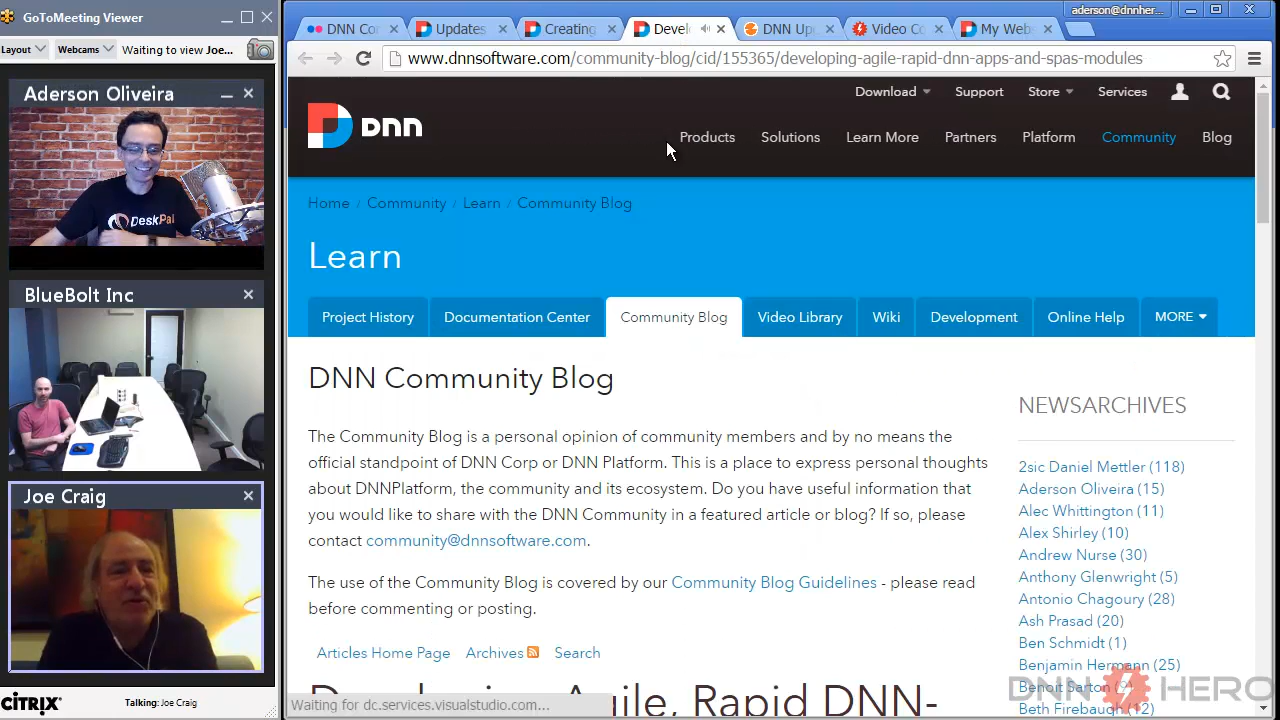 GoToMeeting Viewer
Layout
Webcams
Waiting to view Joe...
Aderson Oliveira
DeskPal
BlueBolt Inc
Joe Craig
CITRIX
Talking: Joe Craig
DNN Cor
Updates
Creating
Devel
DNN Up
Video Co
My Web
aderson@dnnher...
www.dnnsoftware.com/community-blog/cid/155365/developing-agile-rapid-dnn-apps-and-spas-modules
Download
Support
Store
Services
dnn
Products
Solutions
Learn More
Partners
Platform
Community
Blog
Home / Community / Learn / Community Blog
Learn
Project History
Documentation Center
Community Blog
Video Library
Wiki
Development
Online Help
MORE
DNN Community Blog
The Community Blog is a personal opinion of community members and by no means the
official standpoint of DNN Corp or DNN Platform. This is a place to express personal thoughts
about DNNPlatform, the community and its ecosystem. Do you have useful information that
you would like to share with the DNN Community in a featured article or blog? If so, please
contact community@dnnsoftware.com.
The use of the Community Blog is covered by our Community Blog Guidelines - please read
before commenting or posting.
Articles Home Page
Archives
Search
Developing Agile, Rapid DNN-
Waiting for dc.services.visualstudio.com...
NEWSARCHIVES
2sic Daniel Mettler (118)
Aderson Oliveira (15)
Alec Whittington (11)
Alex Shirley (10)
Andrew Nurse (30)
Anthony Glenwright (5)
Antonio Chagoury (28)
Ash Prasad (20)
Ben Schmidt (1)
Benjamin Hermann (25)
Benoit Sarton (9)
Beth Firebaugh
DNN HERO